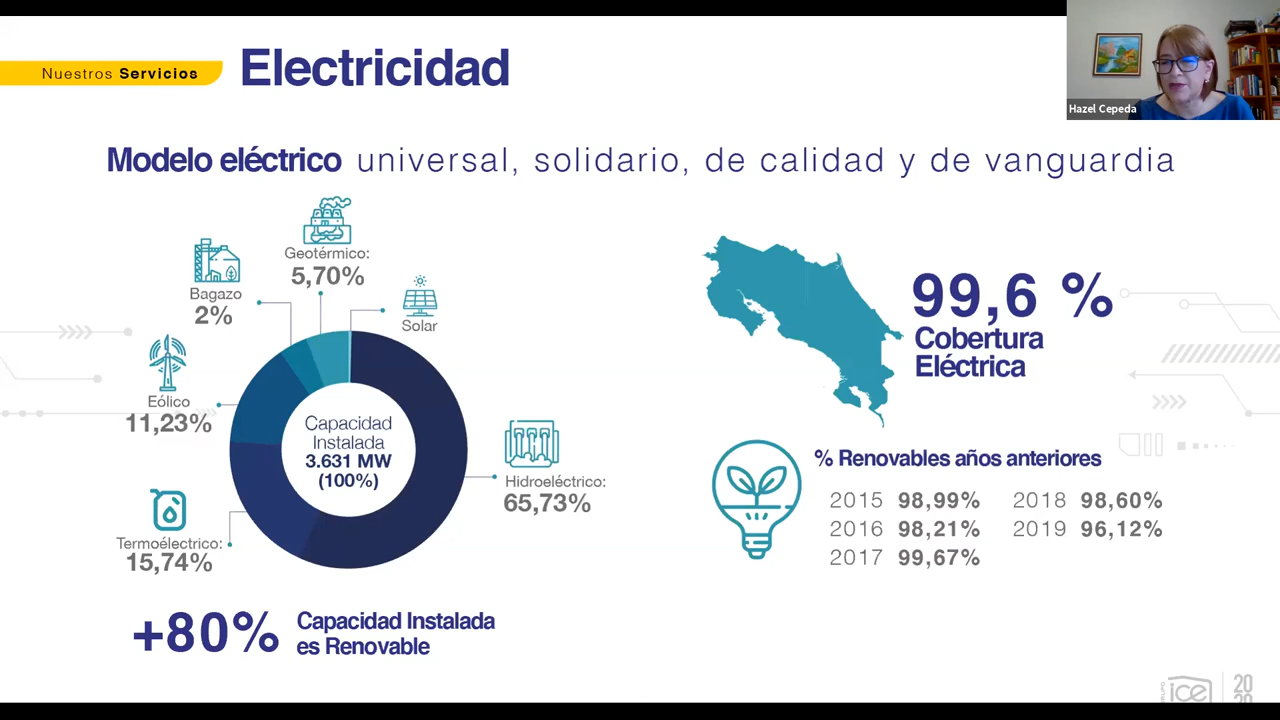 Nuestros Servicios
Electricidad
Hazel Cepeda
Modelo eléctrico universal, solidario, de calidad y de vanguardia
Geotérmico:
5,70%
Bagazo
2%
Solar
Eólico
11,23%
Capacidad
Instalada
3.631 MW
(100%)
Hidroeléctrico:
65,73%
Termoélectrico:
15,74%
+80%
Capacidad Instalada
es Renovable
99,6 %
Cobertura
Eléctrica
% Renovables años anteriores
2015 98,99% 2018 98,60%
2016 98,21% 2019 96,12%
2017 99,67%
ice
20
20